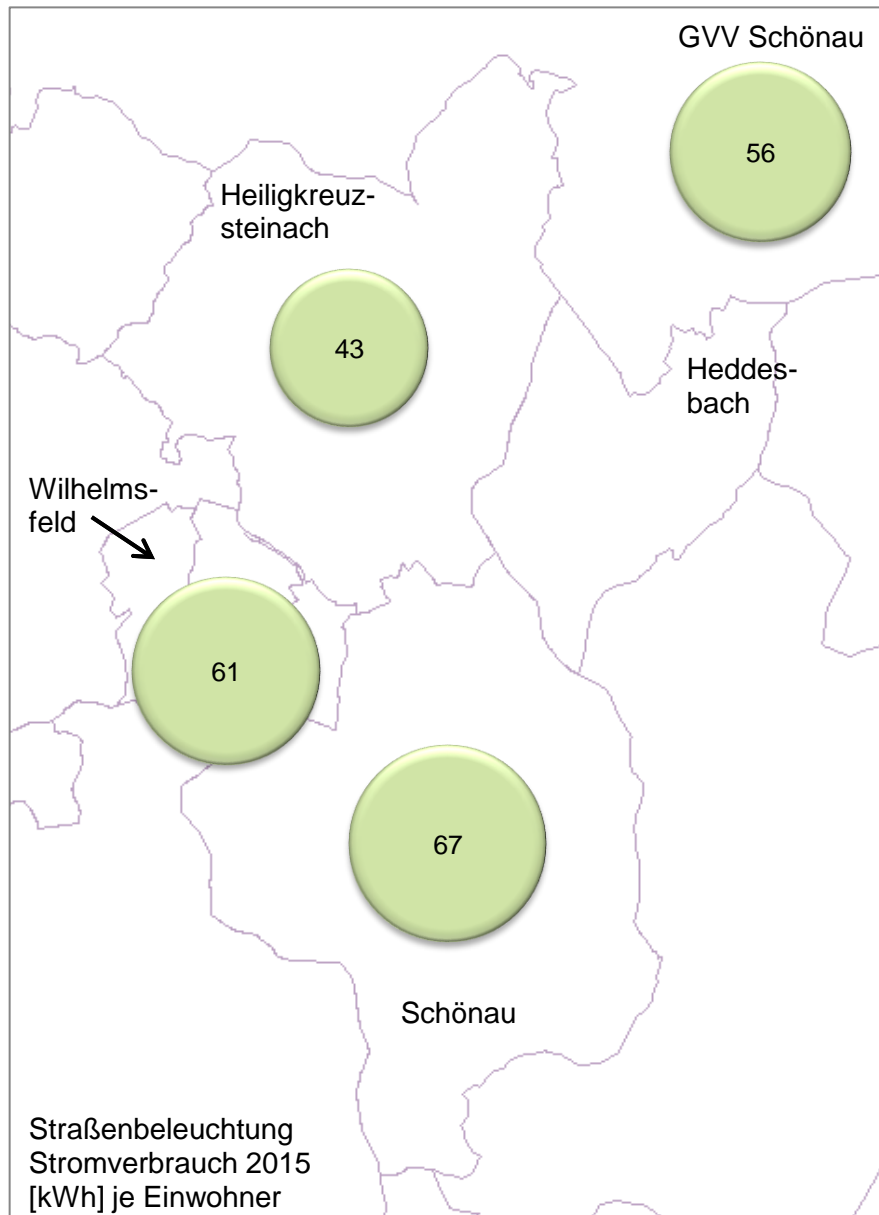 GVV Schönau
56
Heiligkreuz-
steinach
43
Heddes-
bach
Wilhelms-
feld
61
67
Schönau
Straßenbeleuchtung
Stromverbrauch 2015
[kWh] je Einwohner